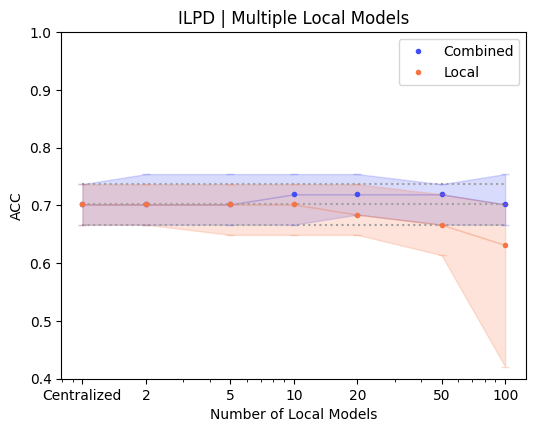 ILPD | Multiple Local Models
1.0
0.9
0.8
0.7
0.6
0.5
0.4
ACC
Combined
Local
Centralized 2 5 10 20 50 100
Number of Local Models